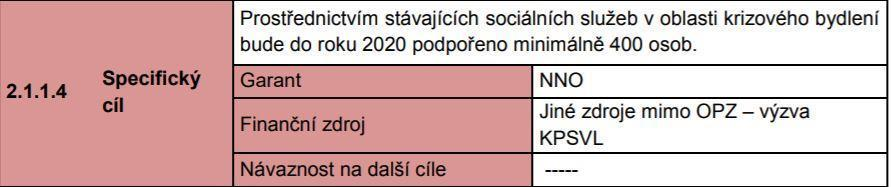 2.1.1.4
Specifický
cíl
Prostřednictvím stávajících sociálních služeb v oblasti krizového bydlení
bude do roku 2020 podpořeno minimálně 400 osob.
Garant
NNO
Finanční zdroj
Jiné zdroje mimo OPZ – výzva
KPSVL
Návaznost na další cíle
-----